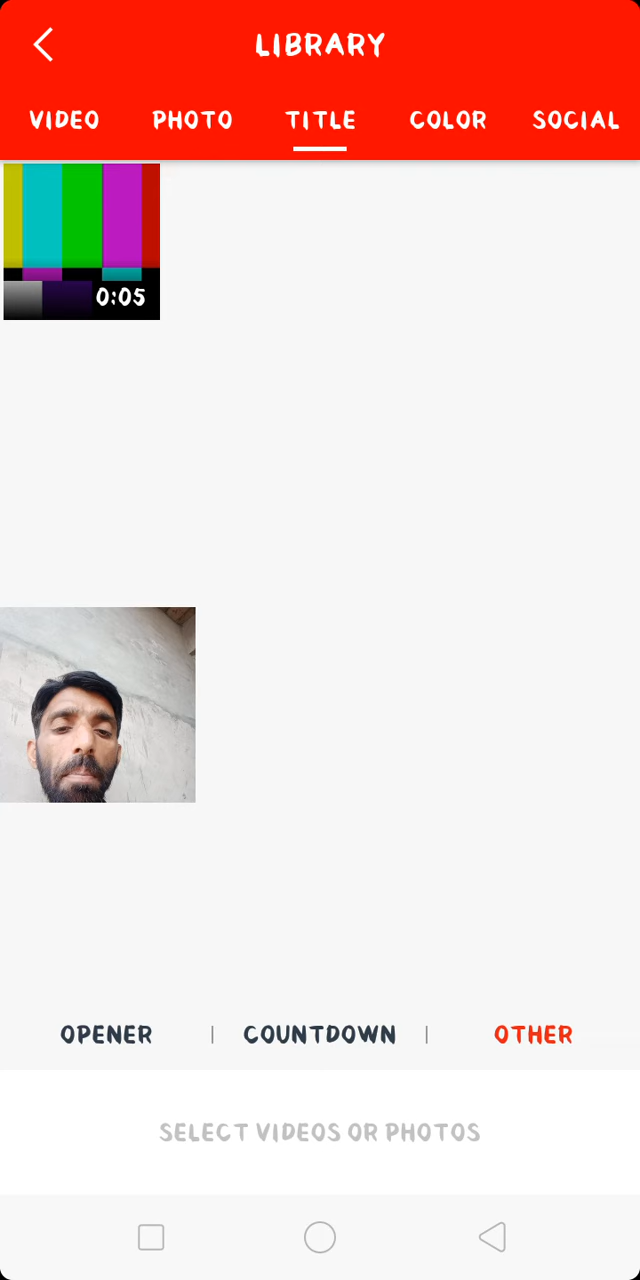 LIBRARY
VIDEO PHOTO TITLE COLOR SOCIAL
0:05
OPENER | COUNTDOWN | OTHER
SELECT VIDEOS OR PHOTOS